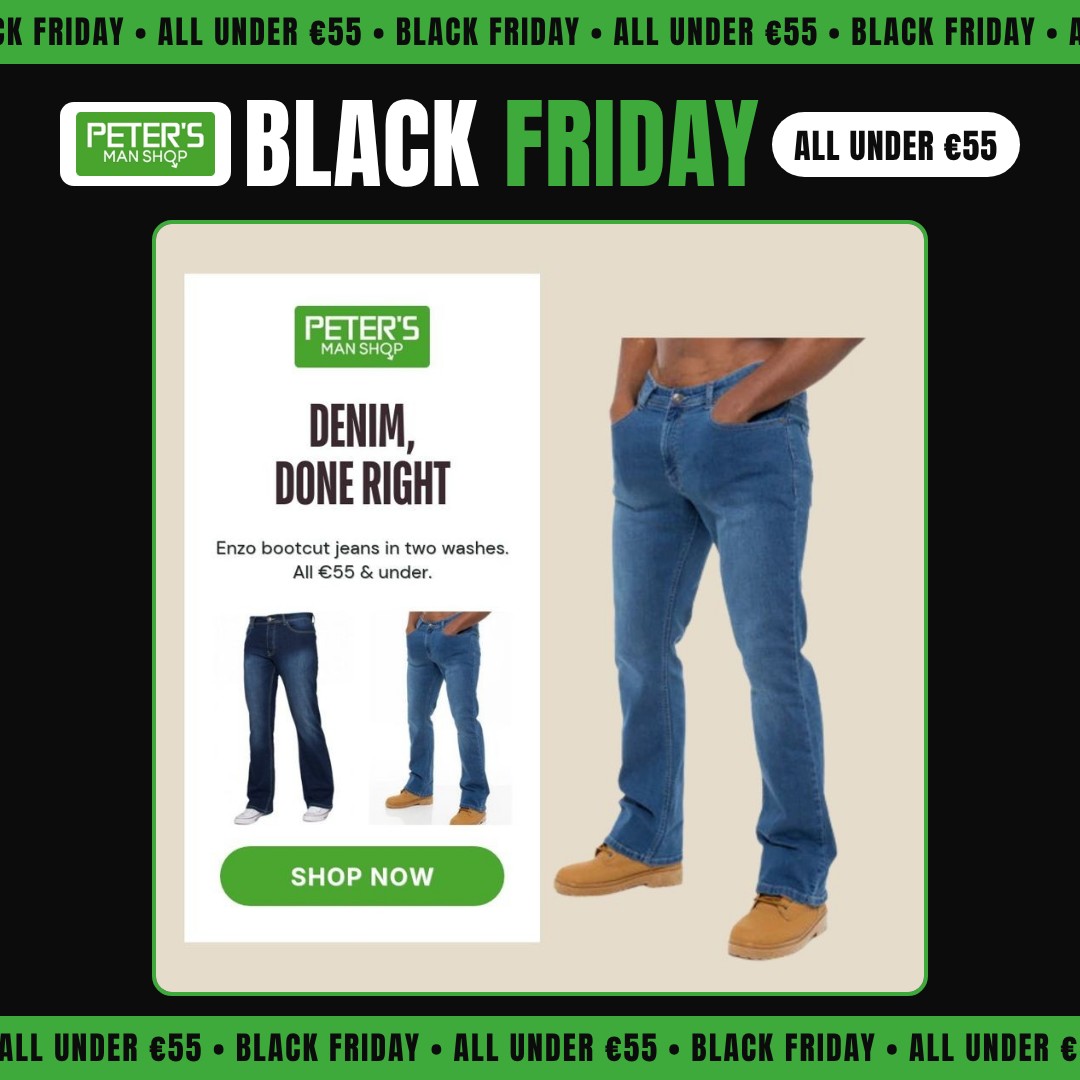 CK FRIDAY • ALL UNDER €55 • BLACK FRIDAY • ALL UNDER €55 • BLACK FRIDAY • A
PETER'S
MAN SHOP
BLACK FRIDAY
ALL UNDER €55
PETER'S
MAN SHOP
DENIM,
DONE RIGHT
Enzo bootcut jeans in two washes.
All €55 & under.
SHOP NOW
ALL UNDER €55 • BLACK FRIDAY • ALL UNDER €55 • BLACK FRIDAY • ALL UNDER €